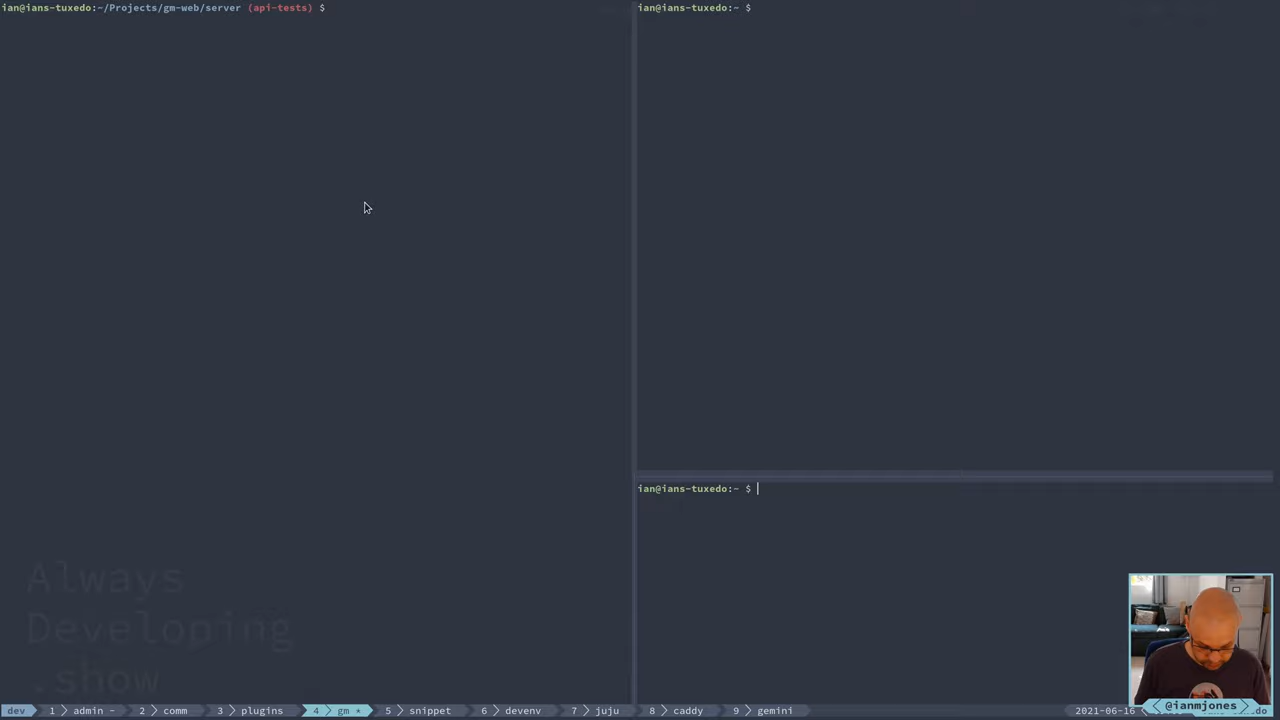 ian@ians-tuxedo:~/Projects/gm-web/server (api-tests) $
ian@ians-tuxedo:~ $
ian@ians-tuxedo:~ $
Always
Developing
.show
dev 1 admin - 2 comm 3 plugins 4 gm * 5 snippet 6 devenv 7 juju 8 caddy 9 gemini 2021-06-16
@ianmjones